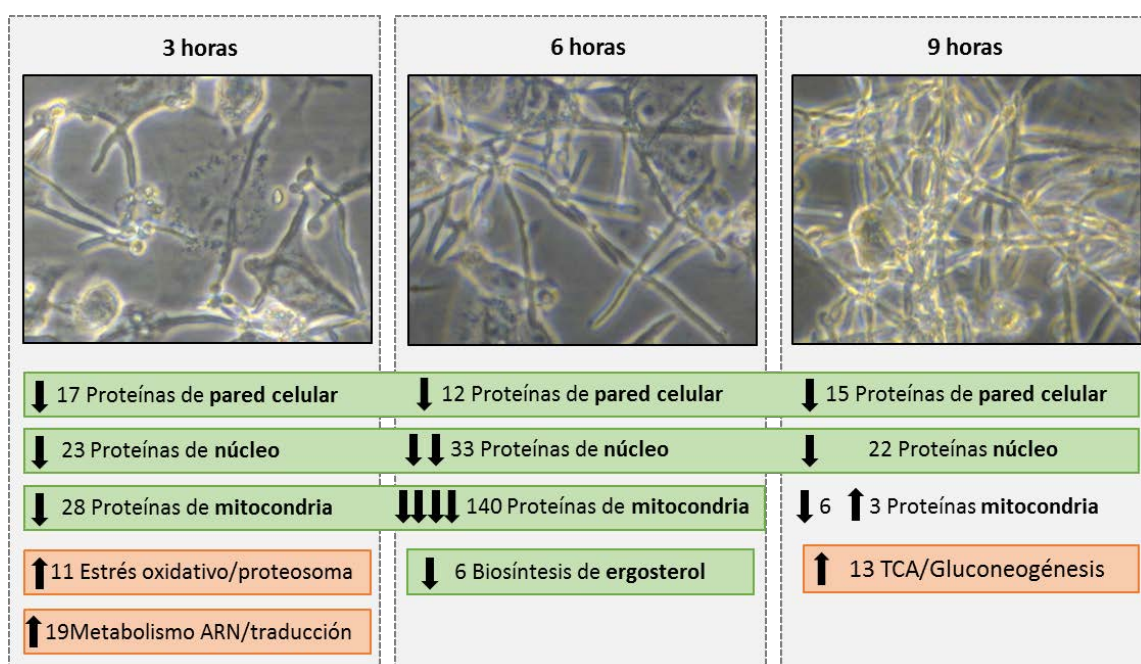 3 horas
6 horas
9 horas
17 Proteínas de pared celular
12 Proteínas de pared celular
15 Proteínas de pared celular
23 Proteínas de núcleo
33 Proteínas de núcleo
22 Proteínas núcleo
28 Proteínas de mitocondria
140 Proteínas de mitocondria
6 3 Proteínas mitocondria
11 Estrés oxidativo/proteosoma
6 Biosíntesis de ergosterol
13 TCA/Gluconeogénesis
19Metabolismo ARN/traducción